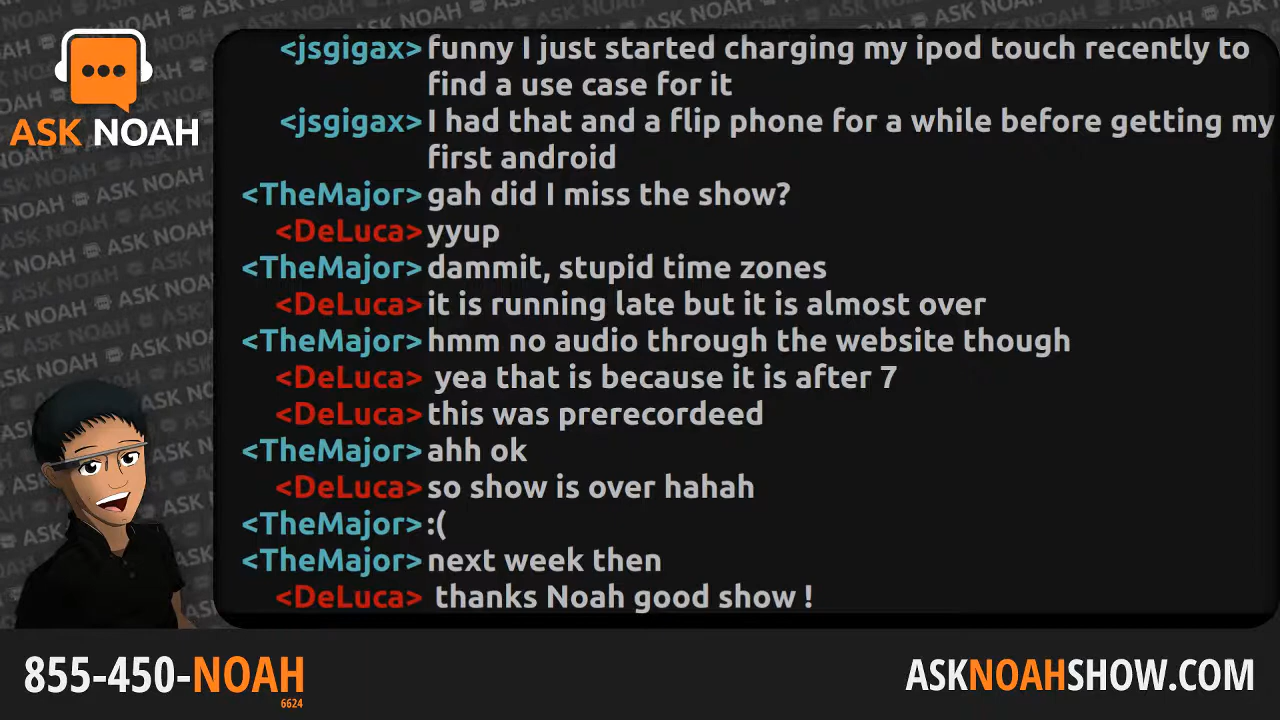 ASK NOAH
<jsgigax> funny I just started charging my ipod touch recently to
find a use case for it
<jsgigax> I had that and a flip phone for a while before getting my
first android
<TheMajor> gah did I miss the show?
<DeLuca> yyup
<TheMajor> dammit, stupid time zones
<DeLuca> it is running late but it is almost over
<TheMajor> hmm no audio through the website though
<DeLuca> yea that is because it is after 7
<DeLuca> this was prerecordeed
<TheMajor> ahh ok
<DeLuca> so show is over hahah
<TheMajor> :(
<TheMajor> next week then
<DeLuca> thanks Noah good show !
855-450-NOAH
6624
ASKNOAHSHOW.COM